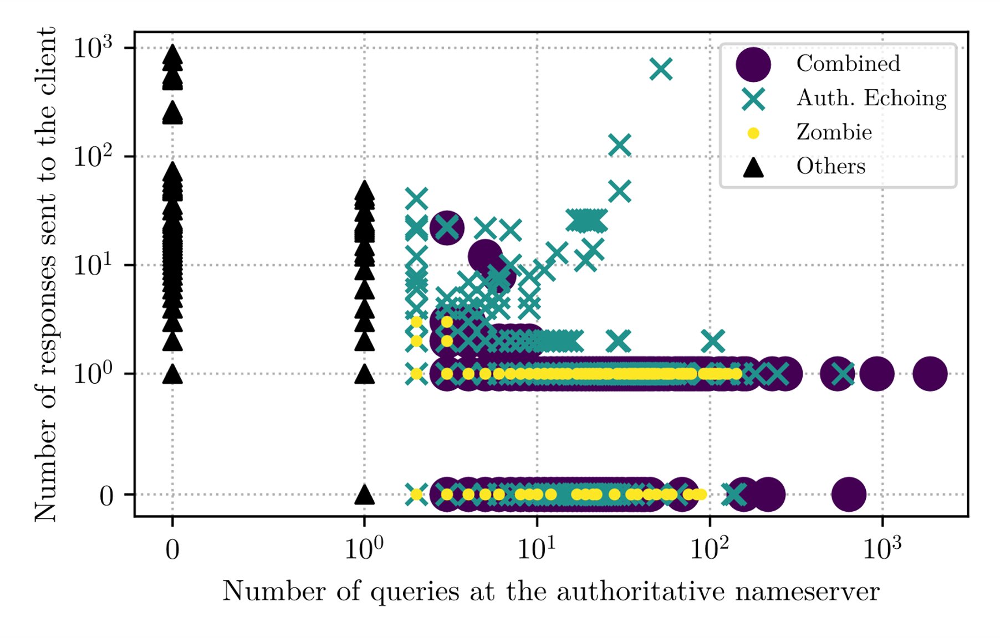 Number of responses sent to the client
10³
10²
10¹
10⁰
0
Combined
Auth. Echoing
Zombie
Others
0 10⁰ 10¹ 10² 10³
Number of queries at the authoritative nameserver